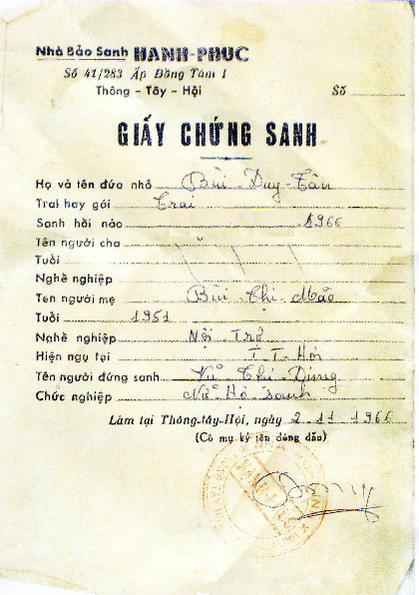 Nhà Bảo Sanh HẠNH-PHÚC
Số 41/283 Ấp Đồng Tâm 1
Thông - Tây - Hội Số
GIẤY CHỨNG SANH
Họ và tên đứa nhỏ Bùi Duy-Tân
Trai hay gái Trai
Sanh hồi nào 1966
Tên người cha
Tuổi
Nghề nghiệp
Tên người mẹ Bùi Thị Mão
Tuổi 1951
Nghề nghiệp Nội Trợ
Hiện ngụ tại T-T-Hội
Tên người đứng sanh Vũ Thị Dung
Chức nghiệp Nữ Hộ sanh
Làm tại Thông-tây-Hội, ngày 2-11-1966
(Cô mụ ký tên đóng dấu)